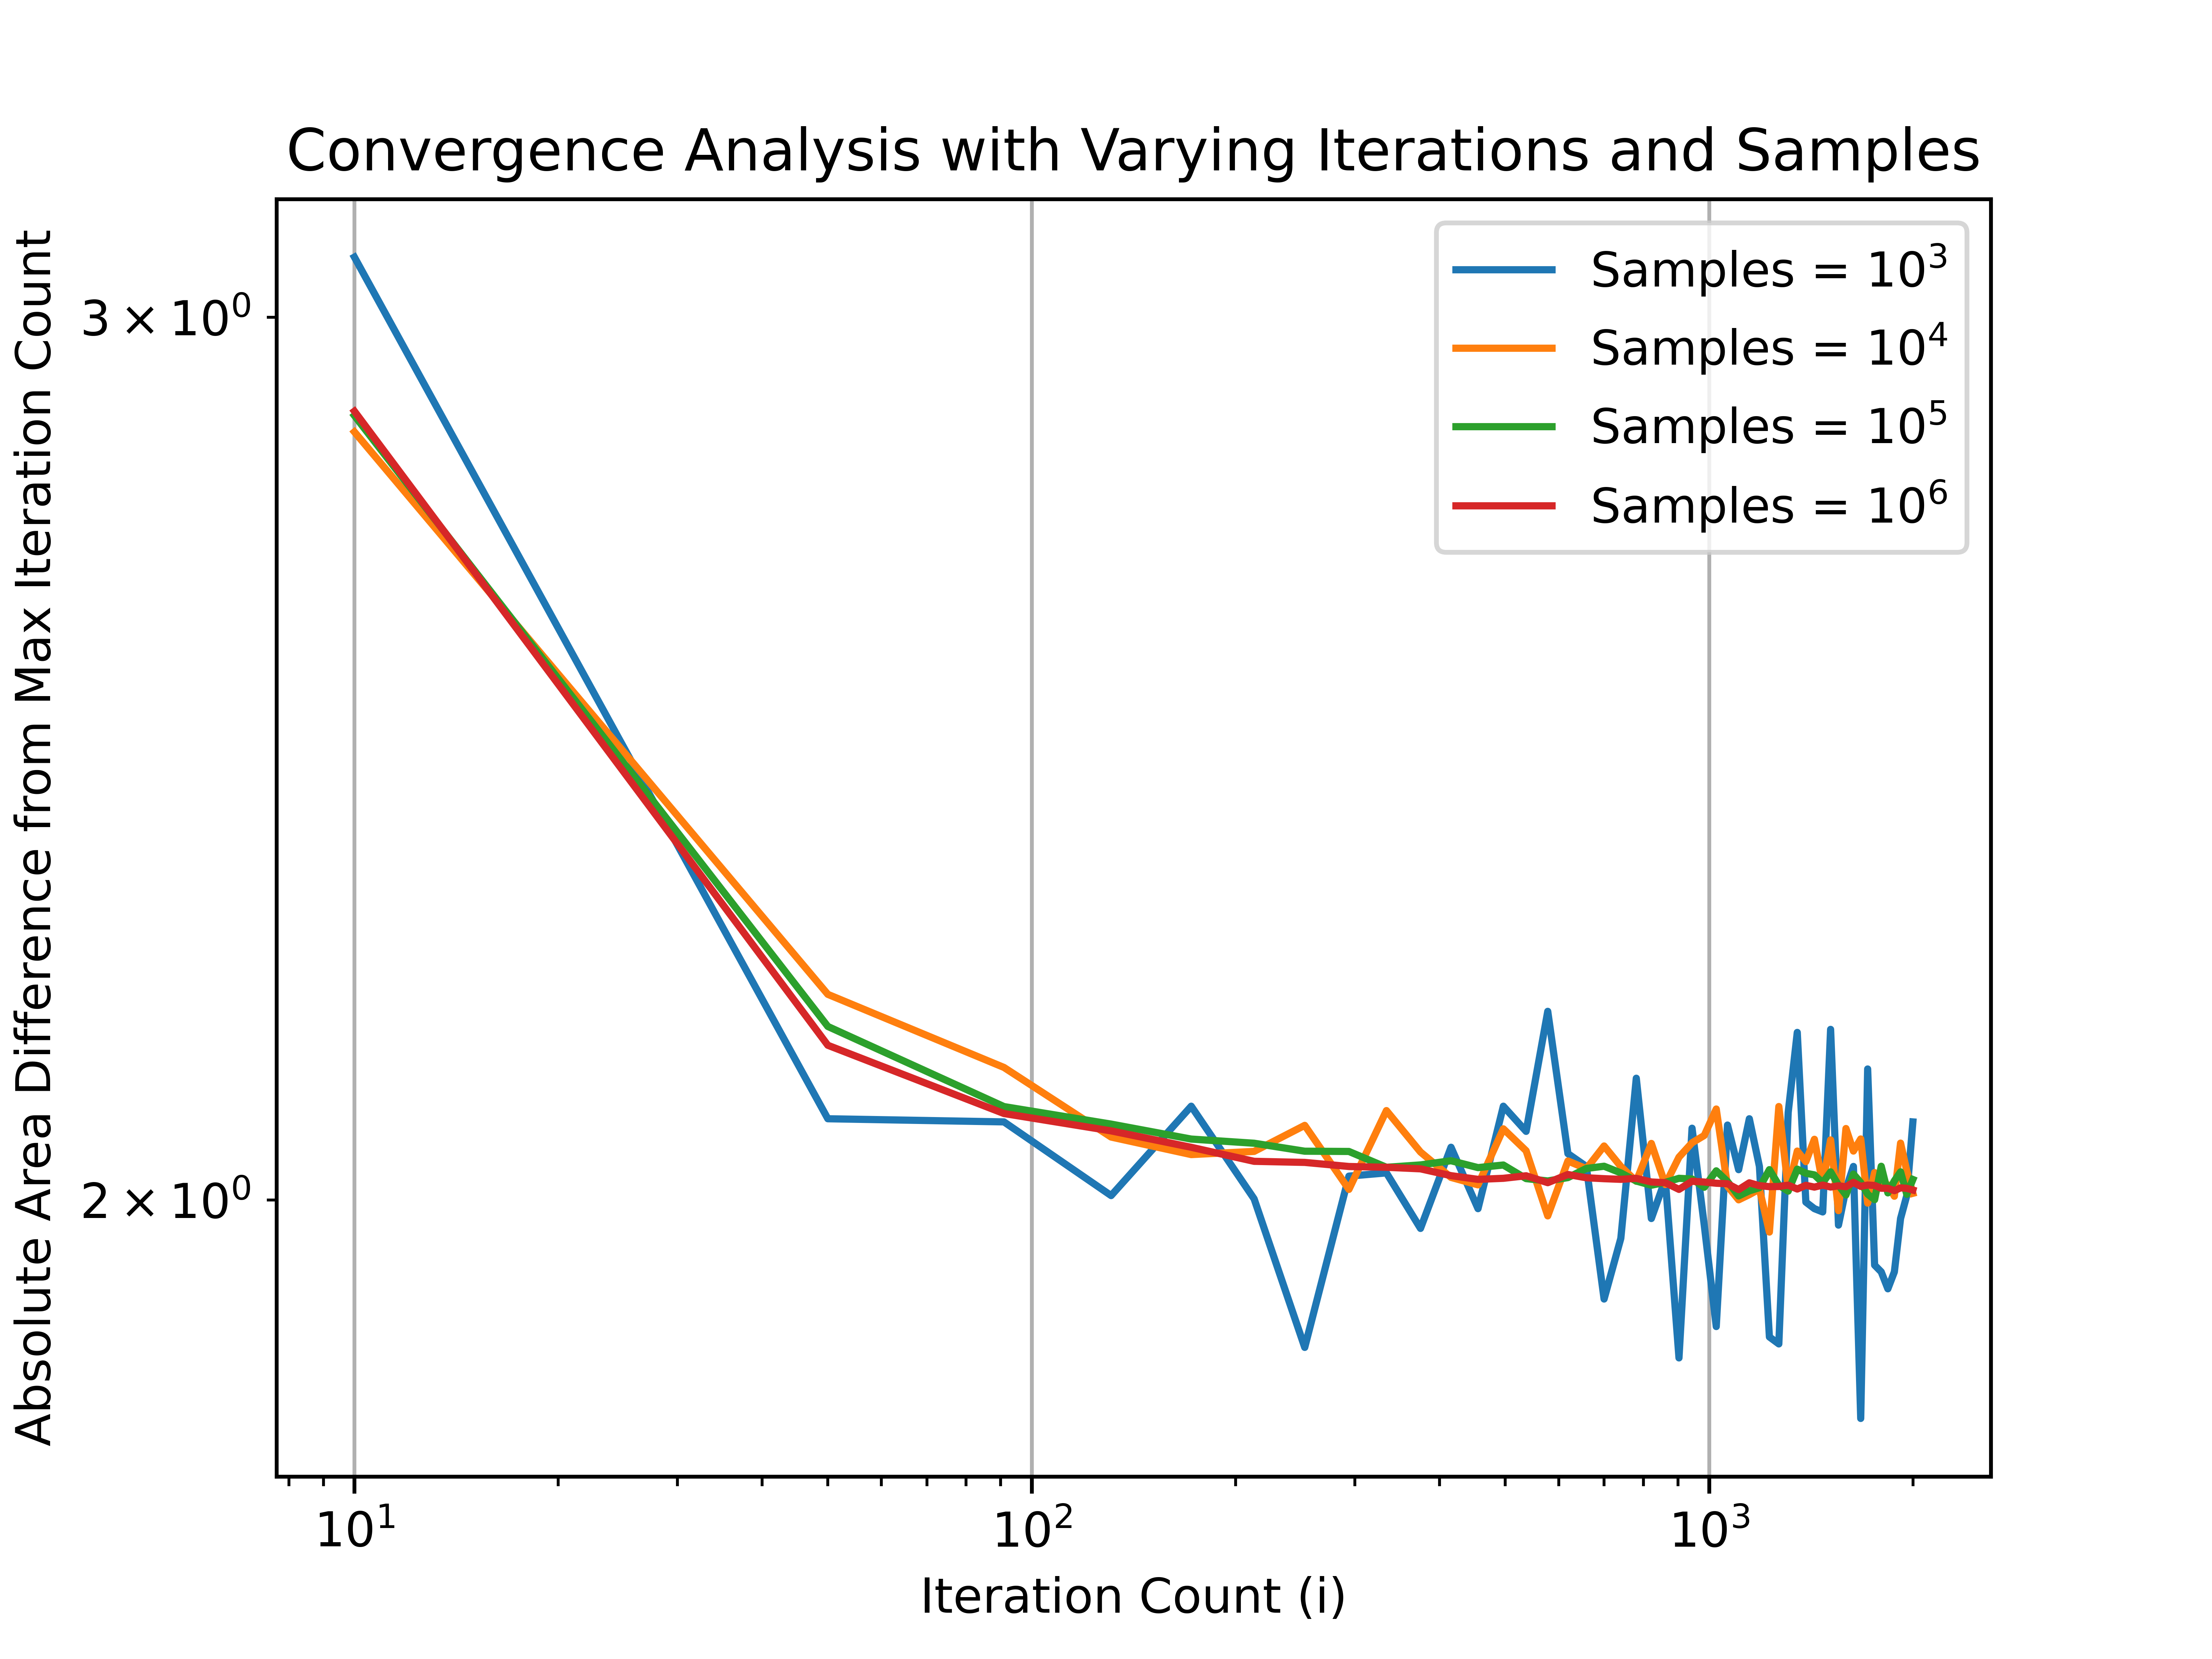 Convergence Analysis with Varying Iterations and Samples
Absolute Area Difference from Max Iteration Count
3 × 10⁰
2 × 10⁰
Samples = 10³
Samples = 10⁴
Samples = 10⁵
Samples = 10⁶
10¹ 10² 10³
Iteration Count (i)